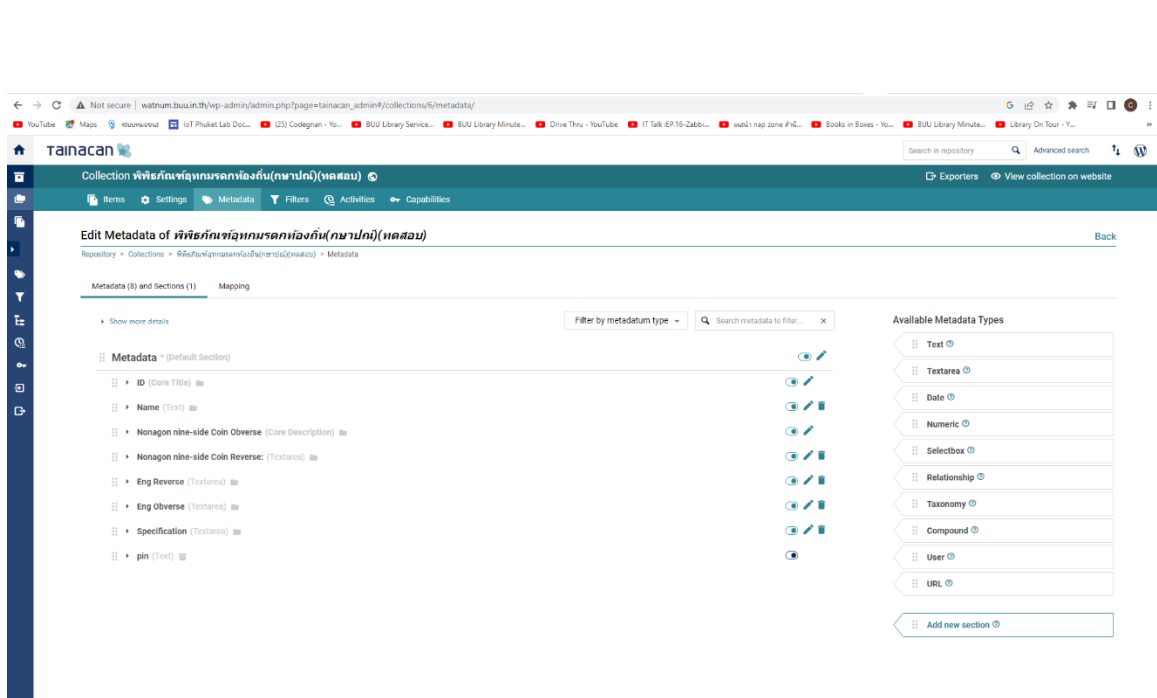 Not secure | watnum.buu.in.th/wp-admin/admin.php?page=tainacan_admin#/collections/6/metadata/
YouTube Maps IoT Phuket Lab Doc... (25) Codegnan - Yo... BUU Library Service... BUU Library Minute... Drive Thru - YouTube IT Talk :EP.16-Zabbi... Books in Boxes - Yo... BUU Library Minute... Library On Tour - Y... »
Tainacan Search in repository Advanced search
Collection พิพิธภัณฑ์อุทกมรดกท้องถิ่น(กษาปณ์)(ทดสอบ) Exporters View collection on website
Items Settings Metadata Filters Activities Capabilities
Edit Metadata of พิพิธภัณฑ์อุทกมรดกท้องถิ่น(กษาปณ์)(ทดสอบ) Back
Repository > Collections > พิพิธภัณฑ์อุทกมรดกท้องถิ่น(กษาปณ์)(ทดสอบ) > Metadata
Metadata (8) and Sections (1) Mapping
Show more details Filter by metadatum type Search metadata to filter... ×
Available Metadata Types
Metadata * (Default Section)
ID (Core Title)
Name (Text)
Nonagon nine-side Coin Obverse (Core Description)
Nonagon nine-side Coin Reverse: (Textarea)
Eng Reverse (Textarea)
Eng Obverse (Textarea)
Specification (Textarea)
pin (Text)
Text
Textarea
Date
Numeric
Selectbox
Relationship
Taxonomy
Compound
User
URL
Add new section